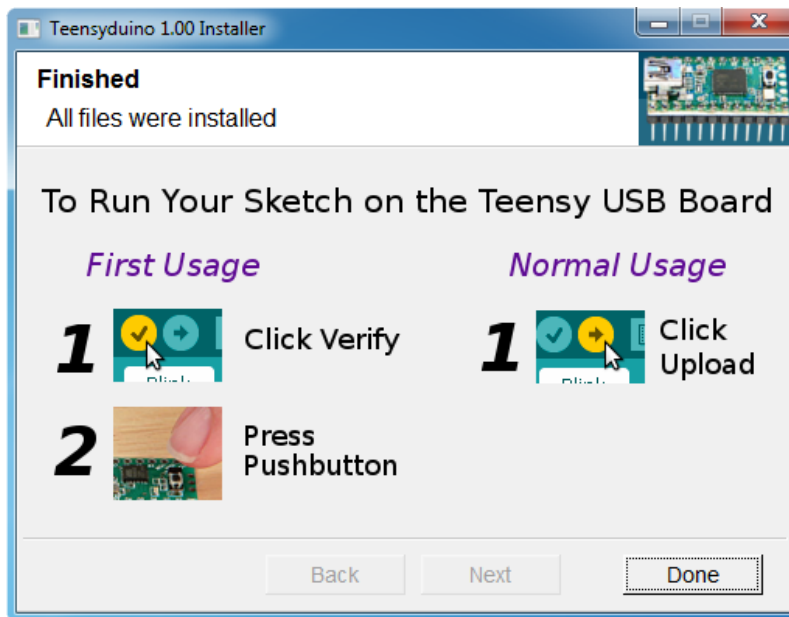 Teensyduino 1.00 Installer
Finished
All files were installed
To Run Your Sketch on the Teensy USB Board
First Usage
1
Click Verify
2
Press
Pushbutton
Normal Usage
1
Click
Upload
Back
Next
Done